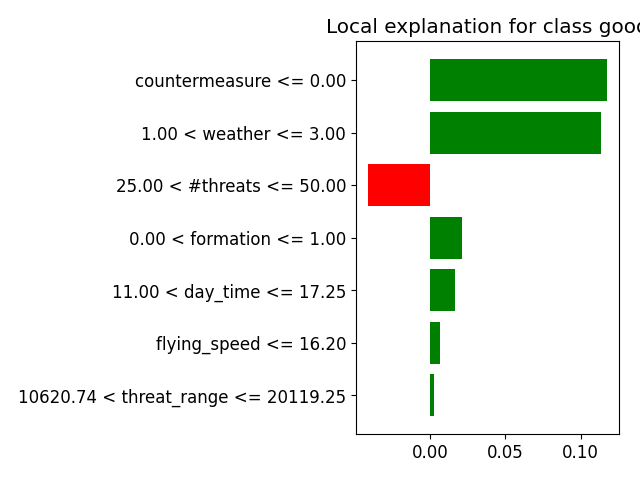 Local explanation for class good
countermeasure <= 0.00
1.00 < weather <= 3.00
25.00 < #threats <= 50.00
0.00 < formation <= 1.00
11.00 < day_time <= 17.25
flying_speed <= 16.20
10620.74 < threat_range <= 20119.25
0.00 0.05 0.10